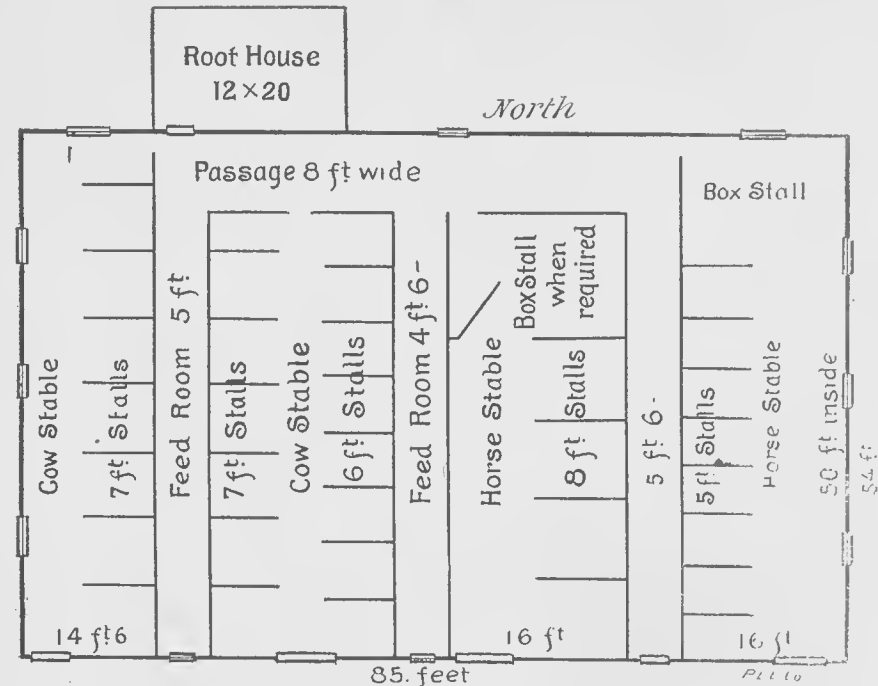 Root House
12×20
North
Passage 8 ft wide
Box Stall
Cow Stable
7 ft Stalls
Feed Room 5 ft
7 ft Stalls
Cow Stable
6 ft Stalls
Feed Room 4 ft 6-
Horse Stable
Box Stall
when
required
8 ft Stalls
5 ft 6-
5 ft Stalls
Horse Stable
50 ft inside
54 ft
14 ft 6
16 ft
16 ft
85. feet